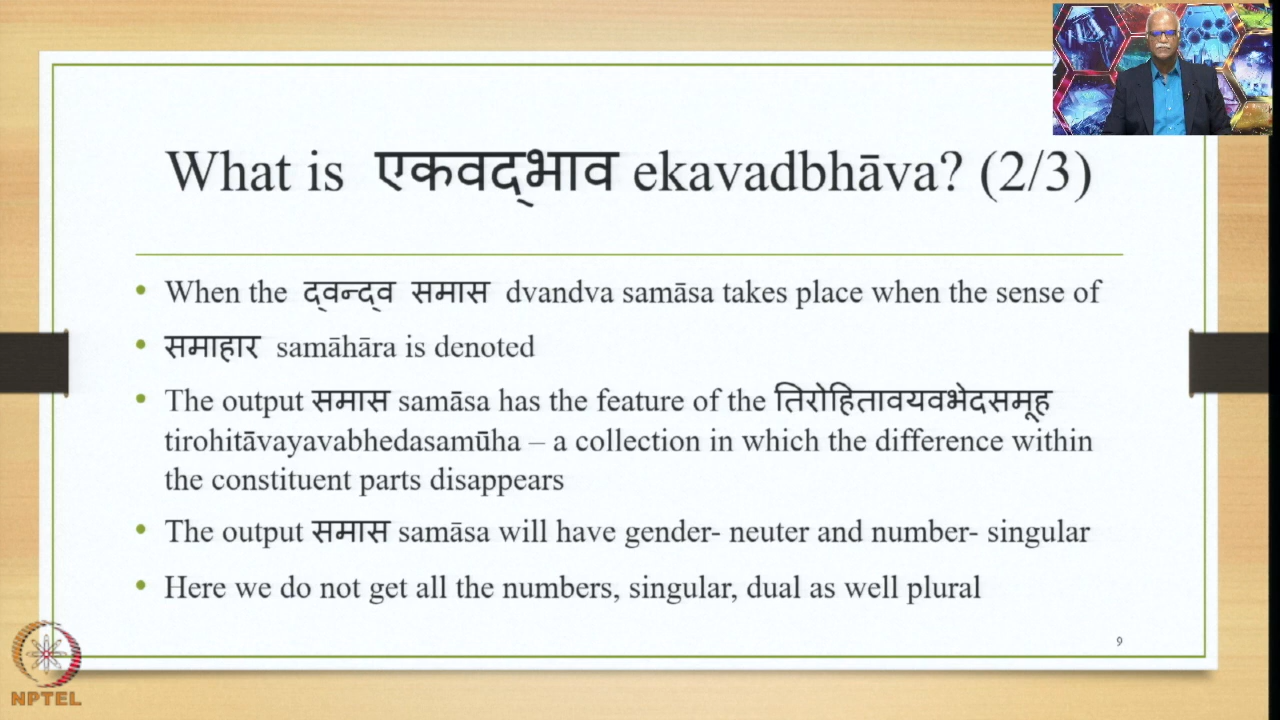 What is एकवद्भाव ekavadbhāva? (2/3)
• When the द्वन्द्व समास dvandva samāsa takes place when the sense of
• समाहार samāhāra is denoted
• The output समास samāsa has the feature of the तिरोहितावयवभेदसमूह
tirohitāvayavabhedasamūha – a collection in which the difference within
the constituent parts disappears
• The output समास samāsa will have gender- neuter and number- singular
• Here we do not get all the numbers, singular, dual as well plural
9
NPTEL